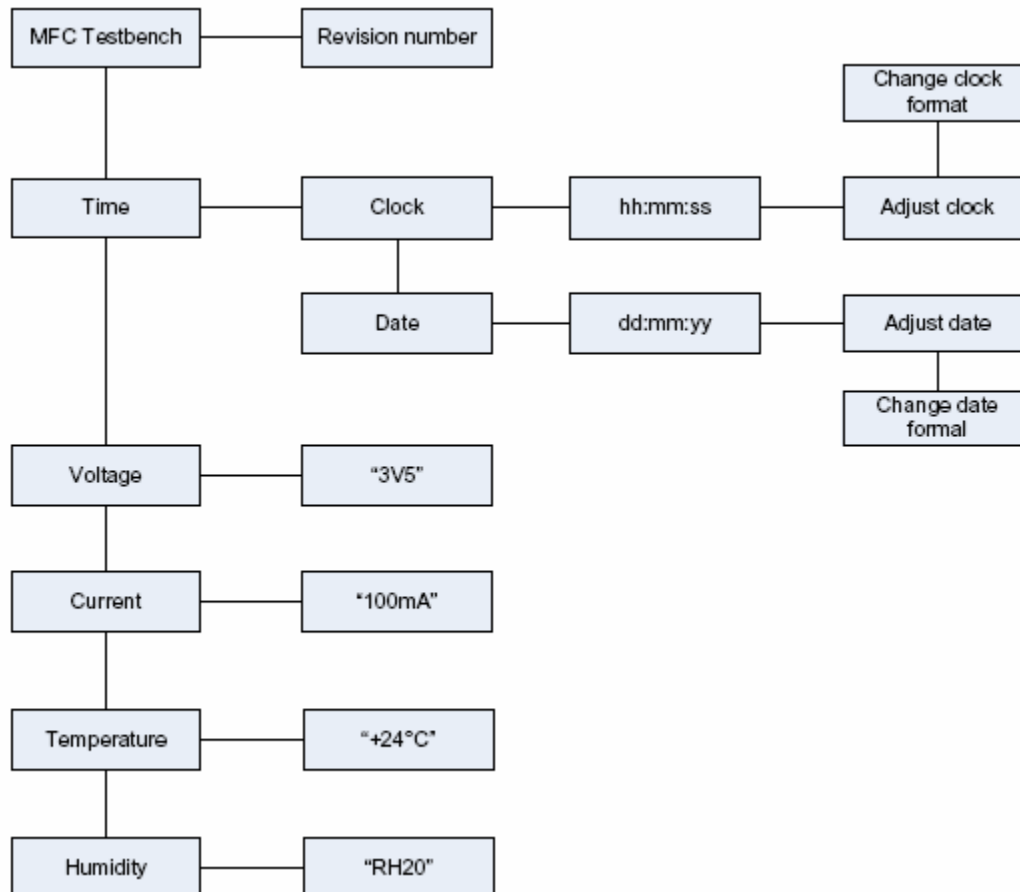 MFC Testbench
Revision number
Change clock
format
Time
Clock
hh:mm:ss
Adjust clock
Date
dd:mm:yy
Adjust date
Change date
formal
Voltage
“3V5”
Current
“100mA”
Temperature
“+24°C”
Humidity
“RH20”